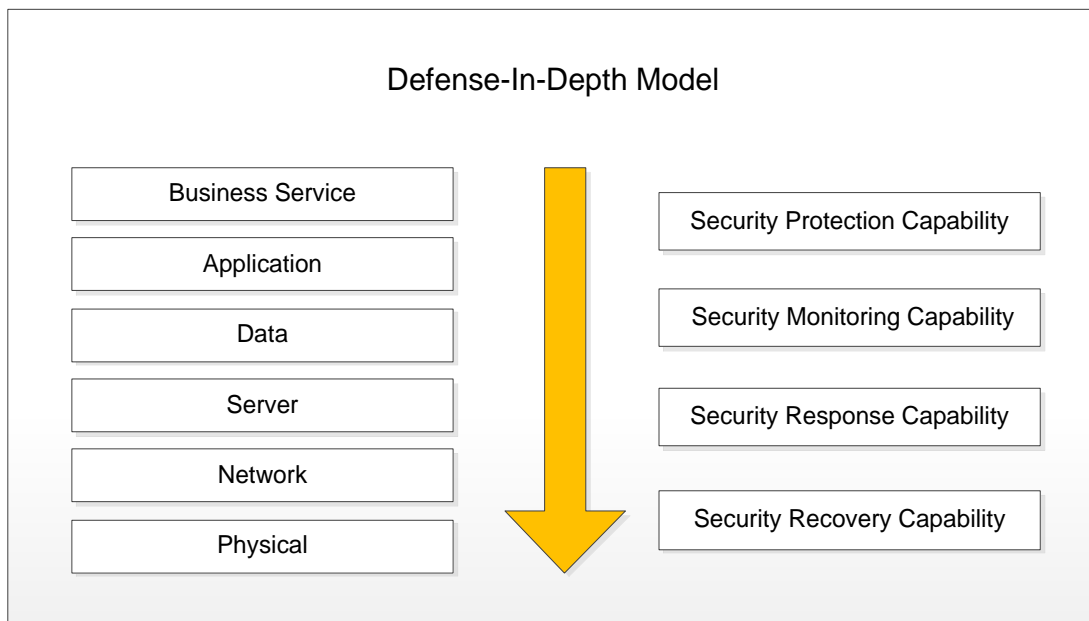 Defense-In-Depth Model
Business Service
Application
Data
Server
Network
Physical
Security Protection Capability
Security Monitoring Capability
Security Response Capability
Security Recovery Capability